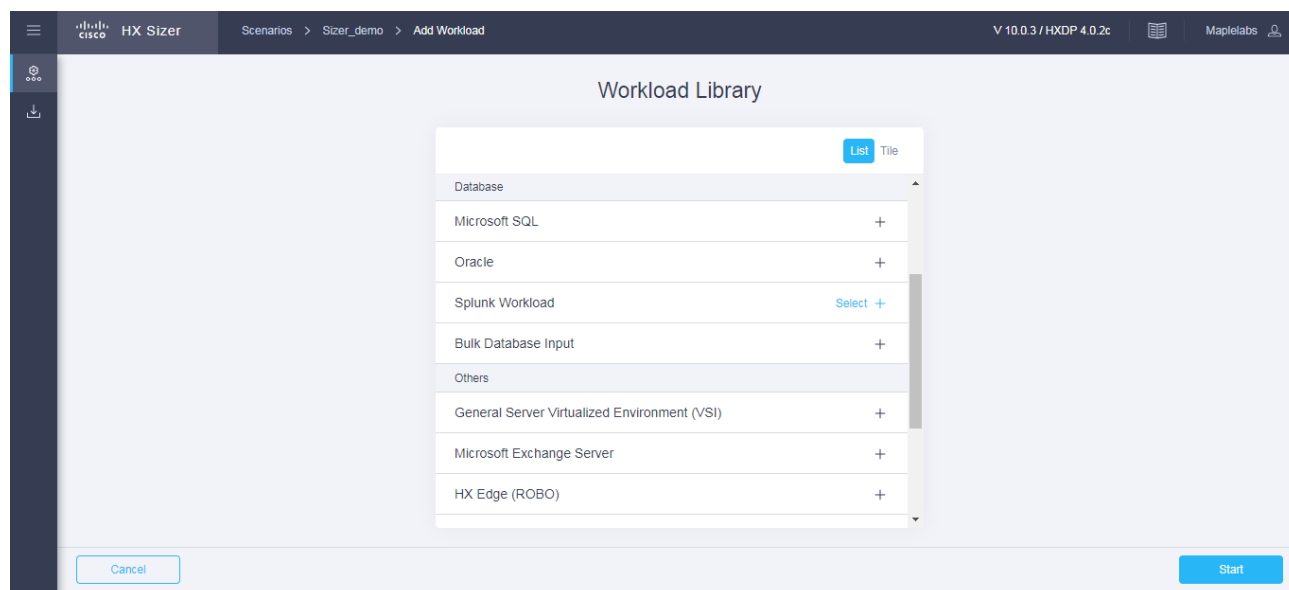 cisco HX Sizer Scenarios > Sizer_demo > Add Workload V 10.0.3 / HXDP 4.0.2c Maplelabs
Workload Library
List Tile
Database
Microsoft SQL +
Oracle +
Splunk Workload Select +
Bulk Database Input +
Others
General Server Virtualized Environment (VSI) +
Microsoft Exchange Server +
HX Edge (ROBO) +
Cancel Start